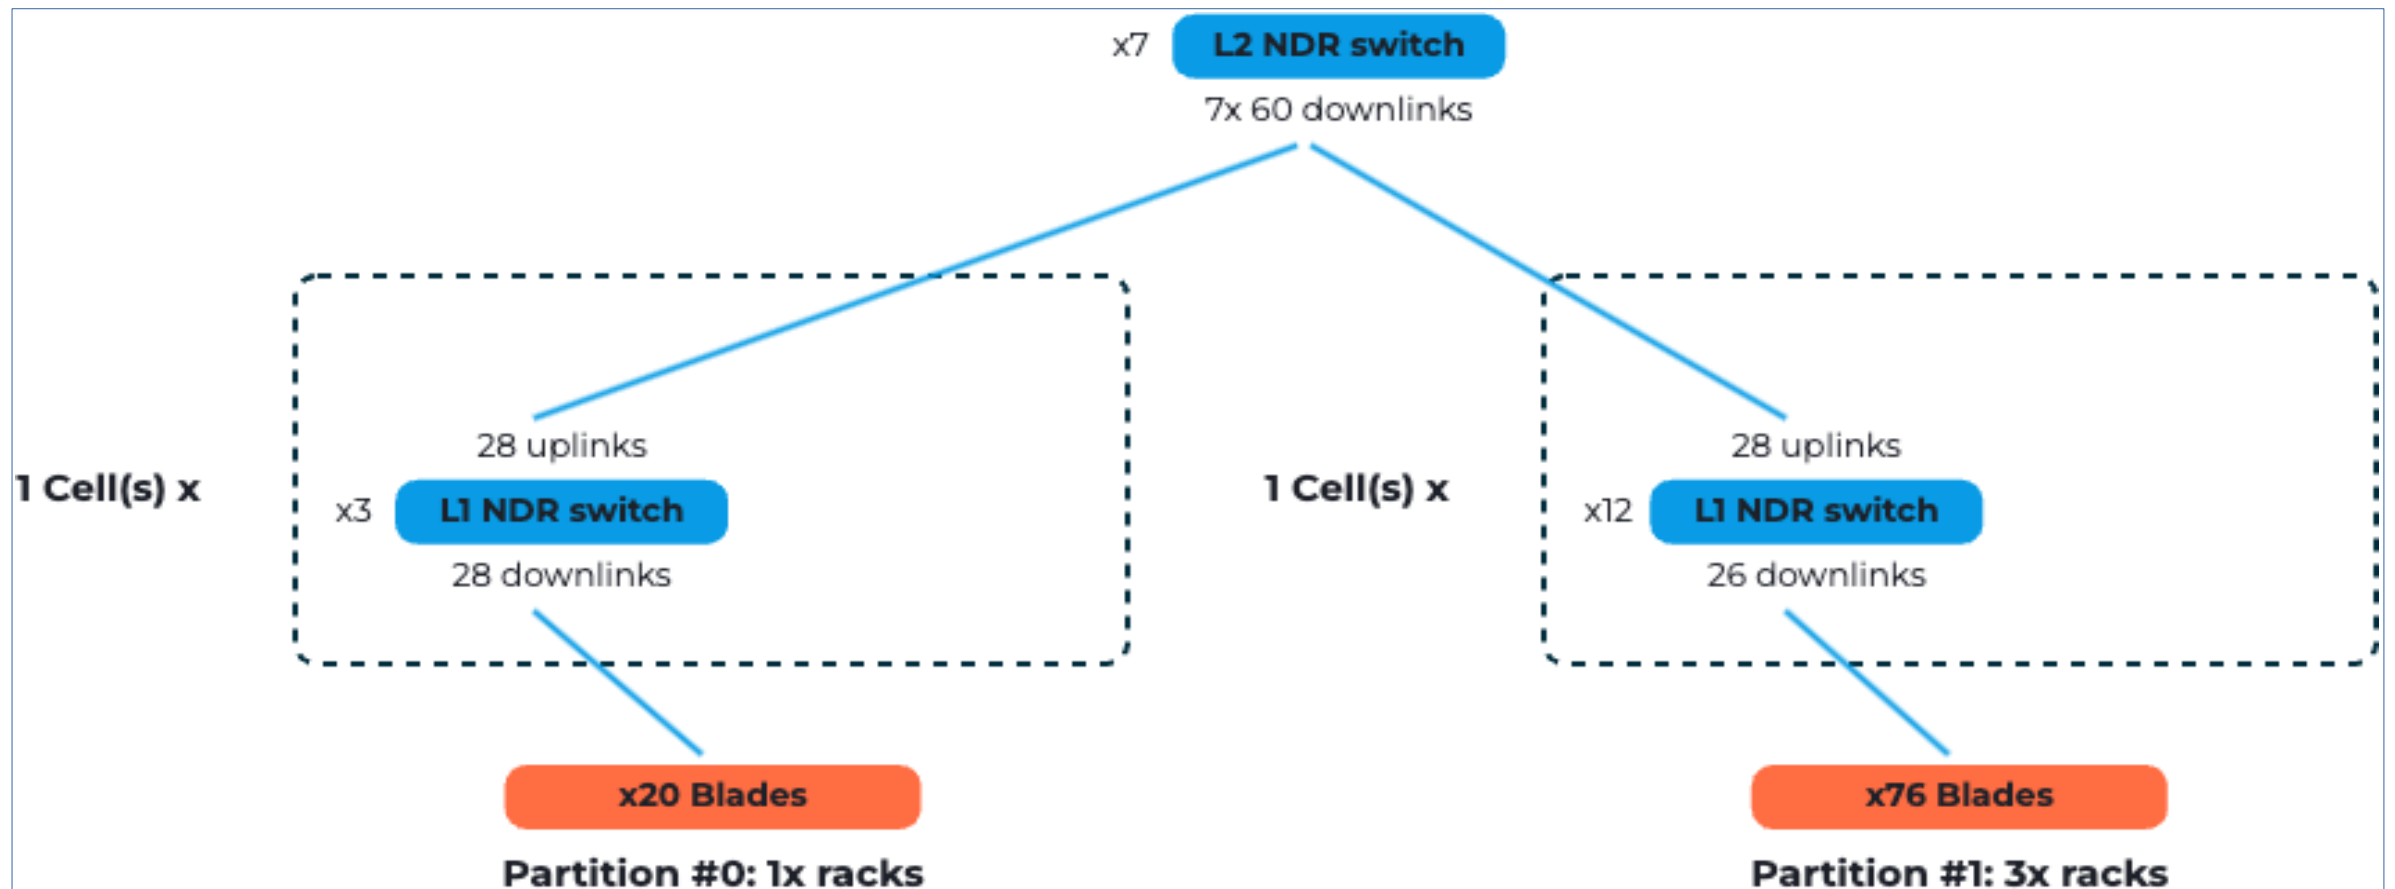 x7 L2 NDR switch
7x 60 downlinks
28 uplinks
1 Cell(s) x
x3 L1 NDR switch
28 downlinks
x20 Blades
Partition #0: 1x racks
28 uplinks
1 Cell(s) x
x12 L1 NDR switch
26 downlinks
x76 Blades
Partition #1: 3x racks